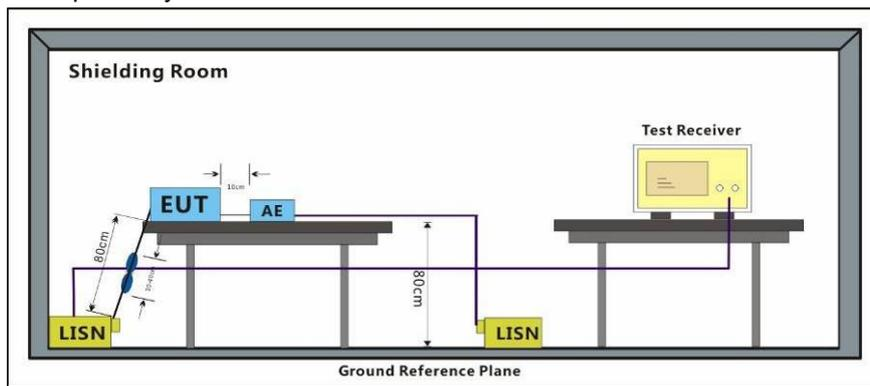 Shielding Room
Test Receiver
10cm
EUT
AE
80cm
80cm
LISN
LISN
Ground Reference Plane